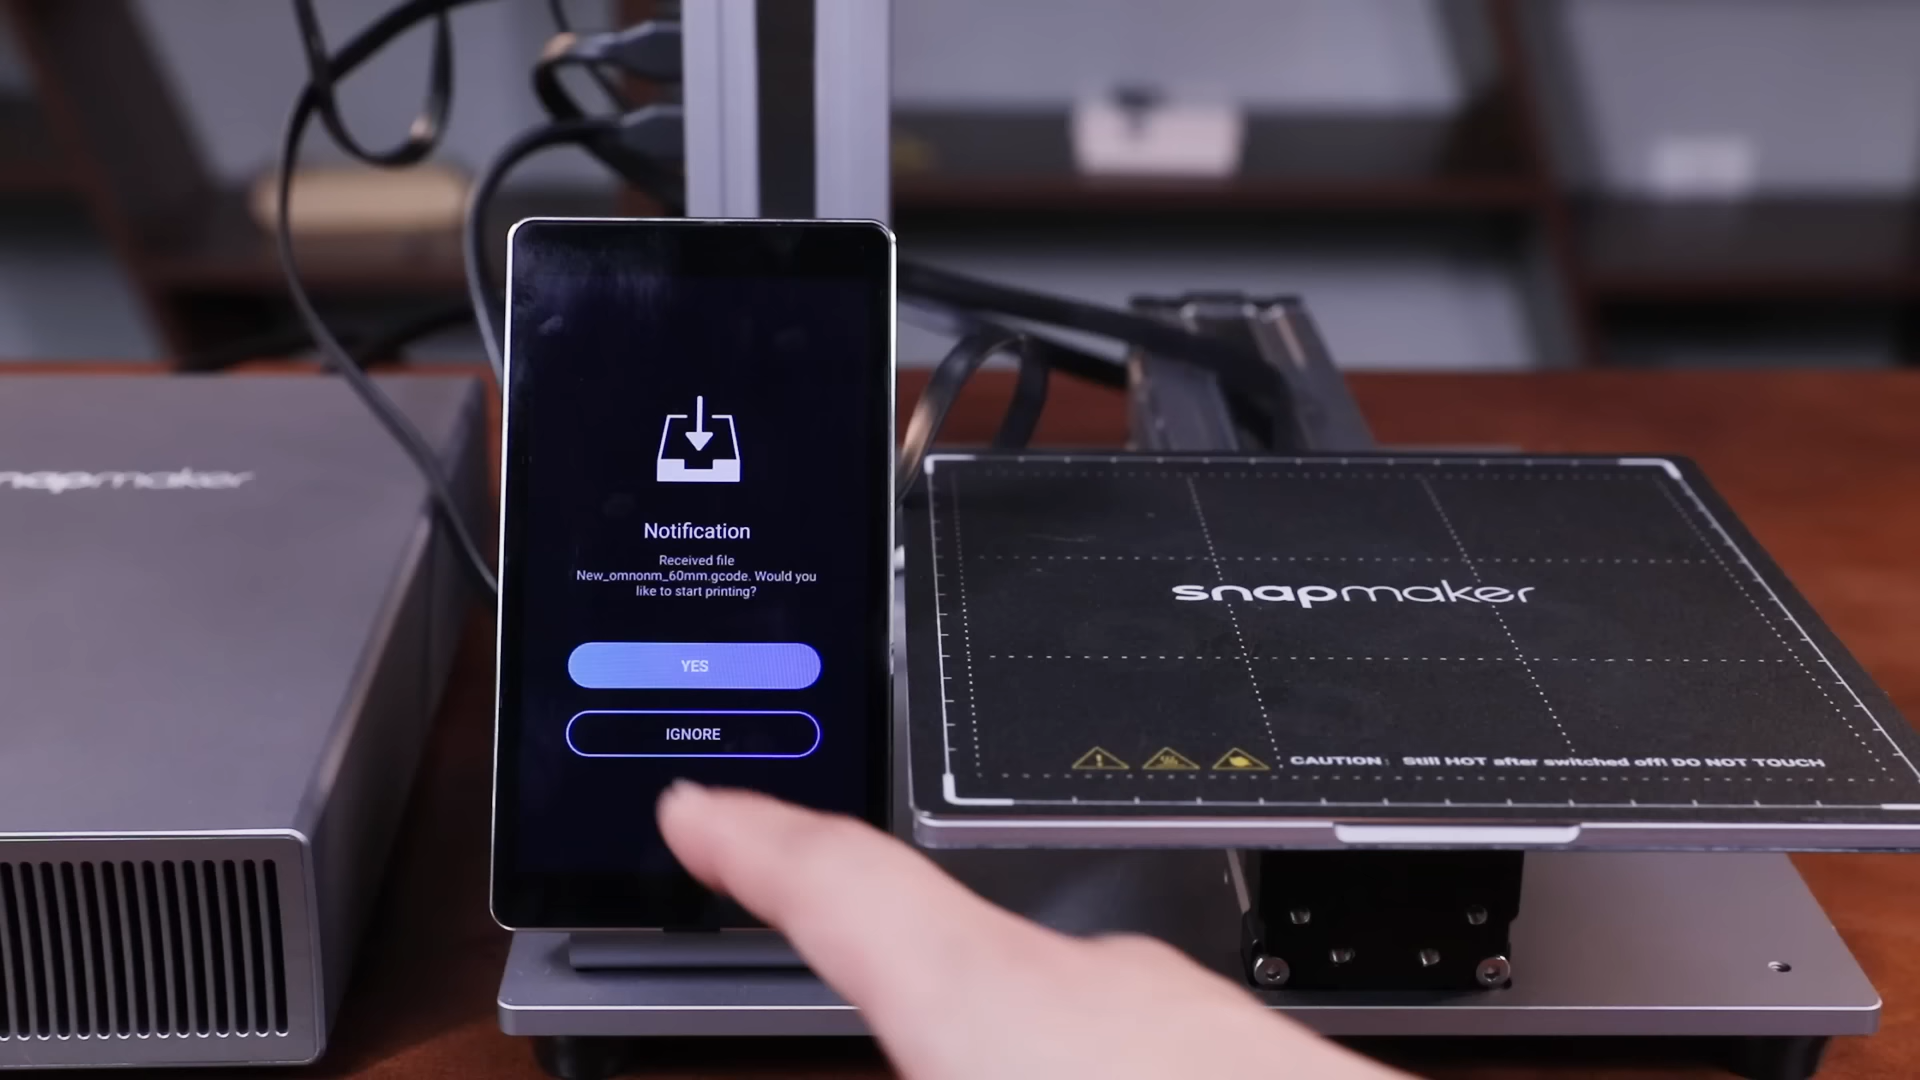 snapmaker
Notification
Received file
New_omnonm_60mm.gcode. Would you
like to start printing?
YES
IGNORE
snapmaker
CAUTION: Still HOT after switched off! DO NOT TOUCH